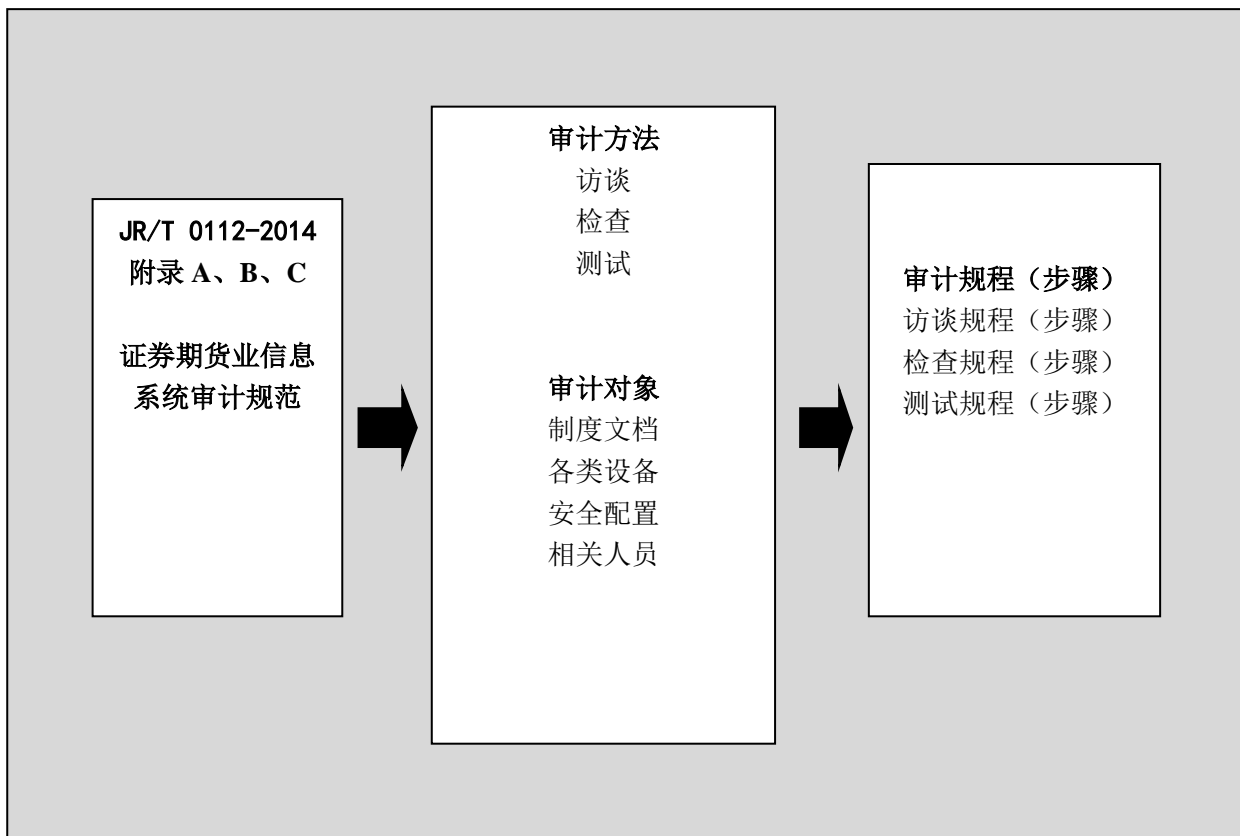 JR/T 0112-2014
附录 A、B、C
证券期货业信息
系统审计规范
审计方法
访谈
检查
测试
审计对象
制度文档
各类设备
安全配置
相关人员
审计规程（步骤）
访谈规程（步骤）
检查规程（步骤）
测试规程（步骤）